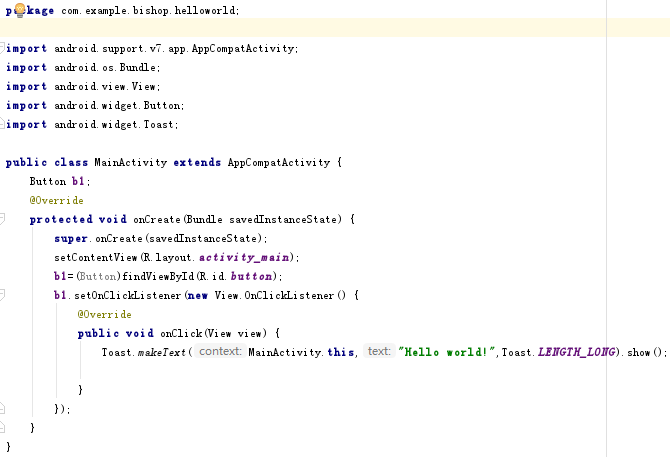 package com.example.bishop.helloworld;
import android.support.v7.app.AppCompatActivity;
import android.os.Bundle;
import android.view.View;
import android.widget.Button;
import android.widget.Toast;
public class MainActivity extends AppCompatActivity {
Button b1;
@Override
protected void onCreate(Bundle savedInstanceState) {
super.onCreate(savedInstanceState);
setContentView(R.layout.activity_main);
b1=(Button)findViewById(R.id.button);
b1.setOnClickListener(new View.OnClickListener() {
@Override
public void onClick(View view) {
Toast.makeText( context: MainActivity.this, text: "Hello world!",Toast.LENGTH_LONG).show();
}
});
}
}